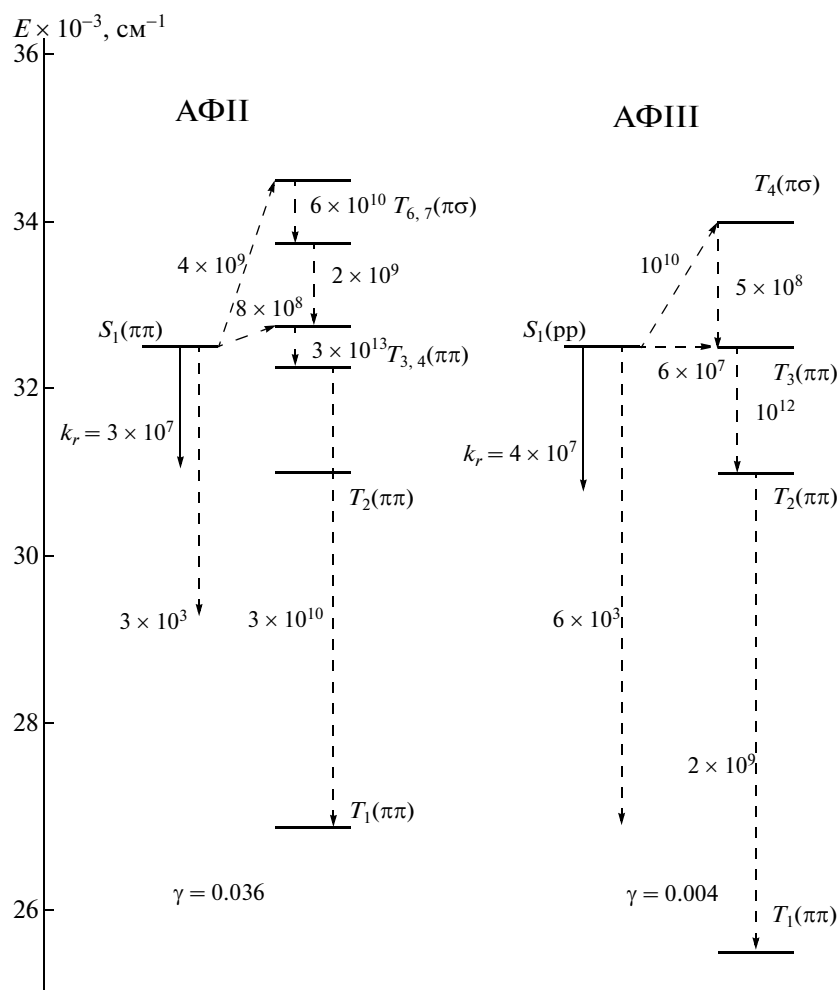 E × 10⁻³, см⁻¹
36
34
32
30
28
26
АФII
6 × 10¹⁰ T₆, ₇(πσ)
4 × 10⁹
2 × 10⁹
8 × 10⁸
S₁(ππ)
3 × 10¹³ T₃, ₄(ππ)
kᵣ = 3 × 10⁷
T₂(ππ)
3 × 10³
3 × 10¹⁰
T₁(ππ)
γ = 0.036
АФIII
T₄(πσ)
10¹⁰
5 × 10⁸
S₁(pp)
6 × 10⁷
T₃(ππ)
10¹²
kᵣ = 4 × 10⁷
T₂(ππ)
6 × 10³
2 × 10⁹
γ = 0.004
T₁(ππ)